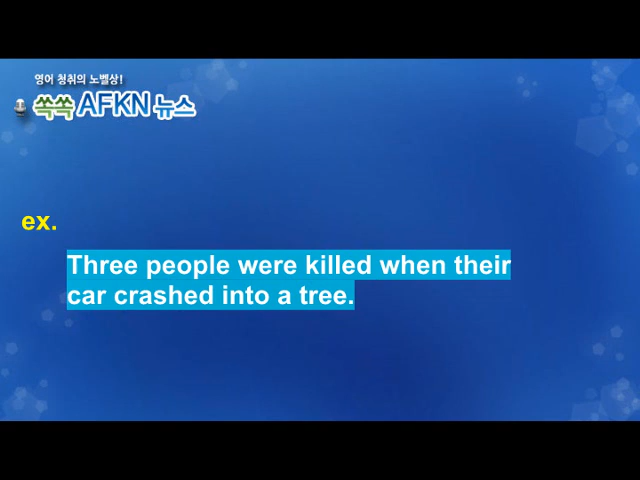 영어 청취의 노벨상!
쏙쏙 AFKN 뉴스
ex.
Three people were killed when their
car crashed into a tree.